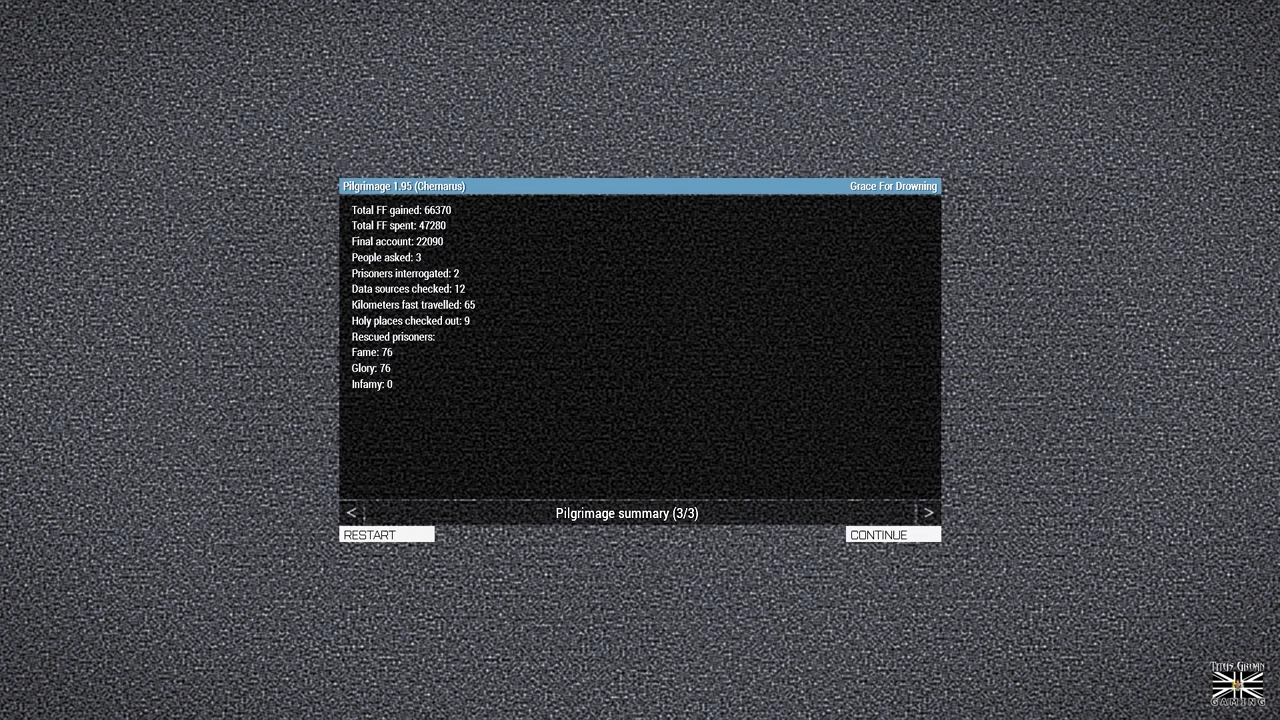 Pilgrimage 1.95 (Chernarus)
Grace For Drowning
Total FF gained: 66370
Total FF spent: 47280
Final account: 22090
People asked: 3
Prisoners interrogated: 2
Data sources checked: 12
Kilometers fast travelled: 65
Holy places checked out: 9
Rescued prisoners:
Fame: 76
Glory: 76
Infamy: 0
< Pilgrimage summary (3/3) >
RESTART
CONTINUE
GAMING